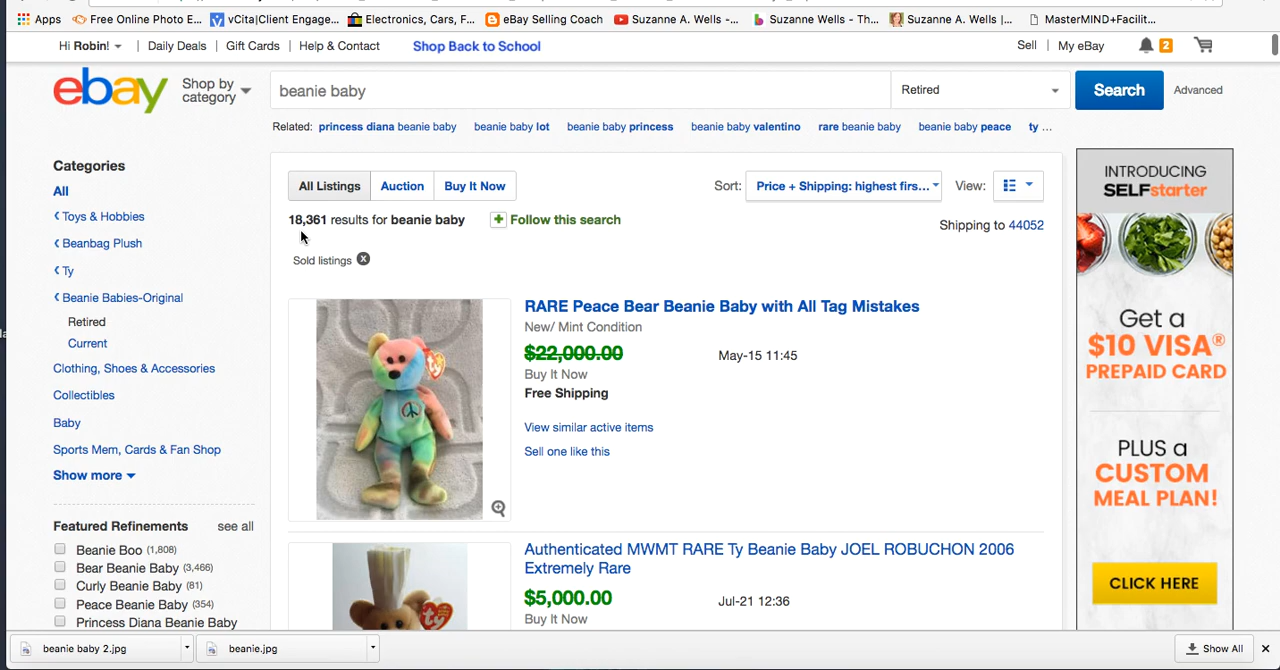 Apps Free Online Photo E... vCita|Client Engage... Electronics, Cars, F... eBay Selling Coach Suzanne A. Wells -... Suzanne Wells - Th... Suzanne A. Wells |... MasterMIND+Facilit...
Hi Robin! Daily Deals Gift Cards Help & Contact Shop Back to School Sell My eBay 2
ebay Shop by category beanie baby Retired Search Advanced
Related: princess diana beanie baby beanie baby lot beanie baby princess beanie baby valentino rare beanie baby beanie baby peace ty ...
Categories
All
Toys & Hobbies
Beanbag Plush
Ty
Beanie Babies-Original
Retired
Current
Clothing, Shoes & Accessories
Collectibles
Baby
Sports Mem, Cards & Fan Shop
Show more
Featured Refinements see all
Beanie Boo (1,808)
Bear Beanie Baby (3,466)
Curly Beanie Baby (81)
Peace Beanie Baby (354)
Princess Diana Beanie Baby
All Listings Auction Buy It Now Sort: Price + Shipping: highest firs... View:
18,361 results for beanie baby + Follow this search
Shipping to 44052
Sold listings x
RARE Peace Bear Beanie Baby with All Tag Mistakes
New/ Mint Condition
$22,000.00 May-15 11:45
Buy It Now
Free Shipping
View similar active items
Sell one like this
ty
Authenticated MWMT RARE Ty Beanie Baby JOEL ROBUCHON 2006
Extremely Rare
$5,000.00 Jul-21 12:36
Buy It Now
ty
INTRODUCING
SELFstarter
Get a
$10 VISA®
PREPAID CARD
PLUS a
CUSTOM
MEAL PLAN!
CLICK HERE
beanie baby 2.jpg beanie.jpg Show All